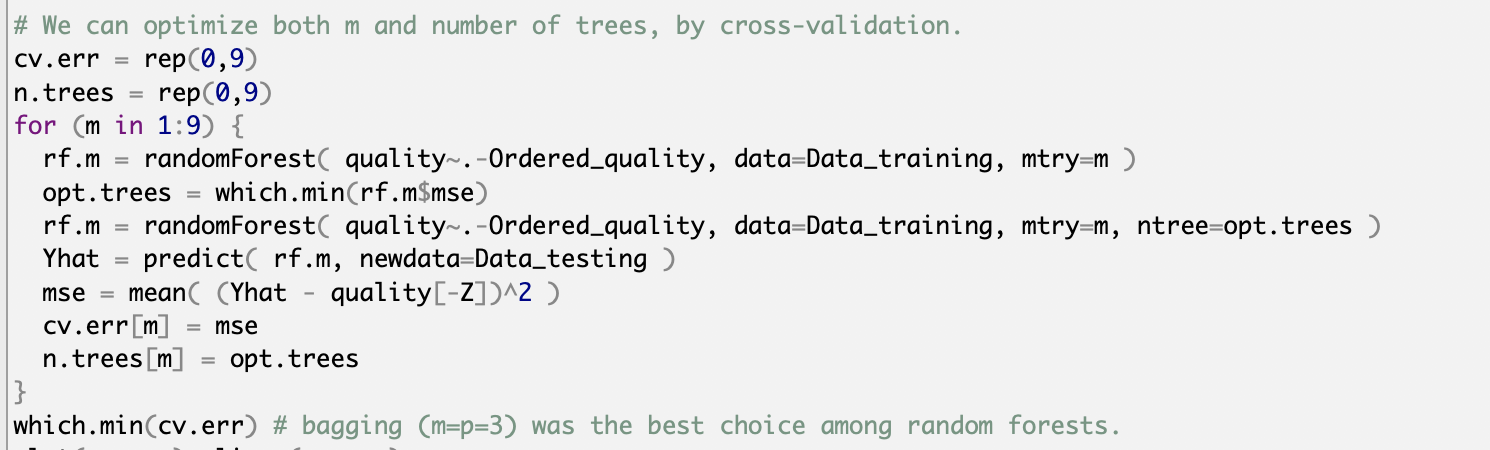 # We can optimize both m and number of trees, by cross-validation.
cv.err = rep(0,9)
n.trees = rep(0,9)
for (m in 1:9) {
  rf.m = randomForest( quality~.-Ordered_quality, data=Data_training, mtry=m )
  opt.trees = which.min(rf.m$mse)
  rf.m = randomForest( quality~.-Ordered_quality, data=Data_training, mtry=m, ntree=opt.trees )
  Yhat = predict( rf.m, newdata=Data_testing )
  mse = mean( (Yhat - quality[-Z])^2 )
  cv.err[m] = mse
  n.trees[m] = opt.trees
}
which.min(cv.err) # bagging (m=p=3) was the best choice among random forests.